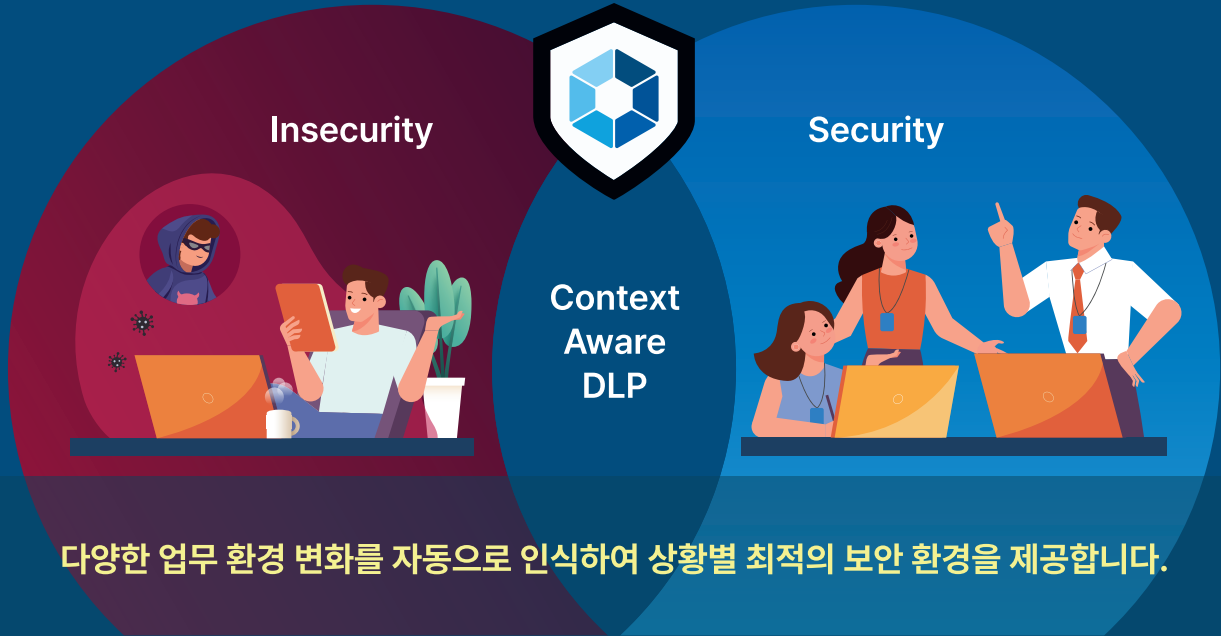 Insecurity
Security
Context
Aware
DLP
다양한 업무 환경 변화를 자동으로 인식하여 상황별 최적의 보안 환경을 제공합니다.